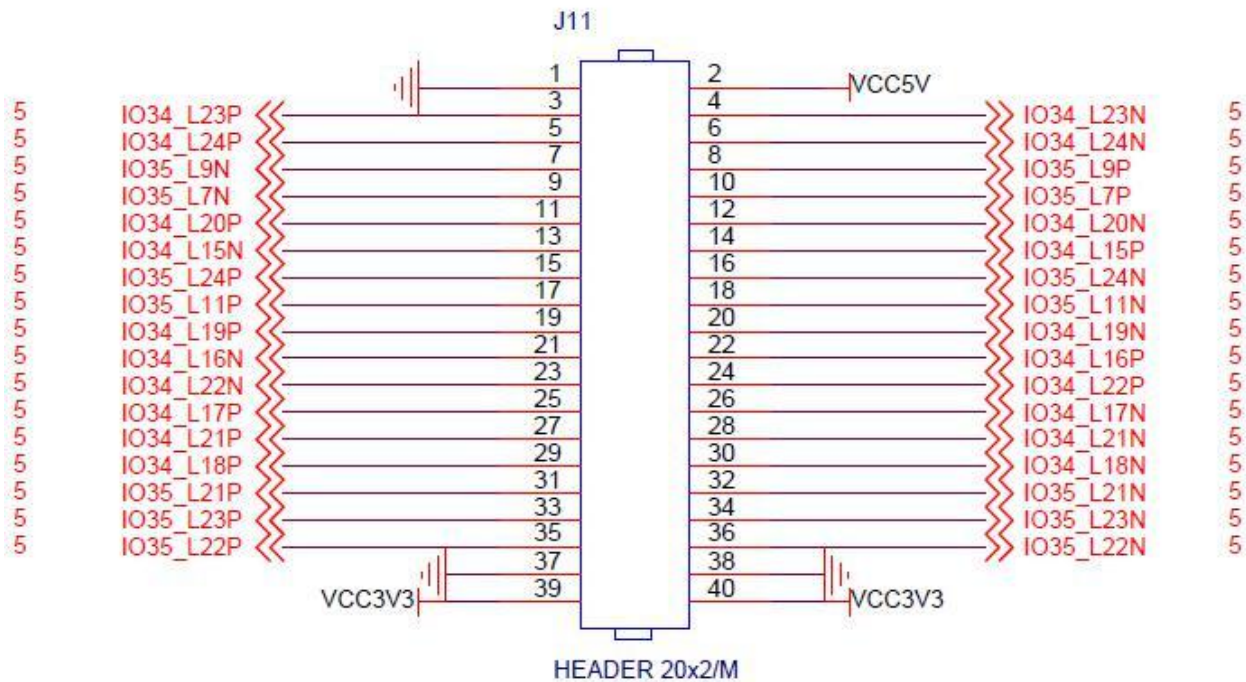 J11
1 2 VCC5V
5 IO34_L23P 3 4 IO34_L23N 5
5 IO34_L24P 5 6 IO34_L24N 5
5 IO35_L9N 7 8 IO35_L9P 5
5 IO35_L7N 9 10 IO35_L7P 5
5 IO34_L20P 11 12 IO34_L20N 5
5 IO34_L15N 13 14 IO34_L15P 5
5 IO35_L24P 15 16 IO35_L24N 5
5 IO35_L11P 17 18 IO35_L11N 5
5 IO34_L19P 19 20 IO34_L19N 5
5 IO34_L16N 21 22 IO34_L16P 5
5 IO34_L22N 23 24 IO34_L22P 5
5 IO34_L17P 25 26 IO34_L17N 5
5 IO34_L21P 27 28 IO34_L21N 5
5 IO34_L18P 29 30 IO34_L18N 5
5 IO35_L21P 31 32 IO35_L21N 5
5 IO35_L23P 33 34 IO35_L23N 5
5 IO35_L22P 35 36 IO35_L22N 5
37 38
VCC3V3 39 40 VCC3V3
HEADER 20x2/M